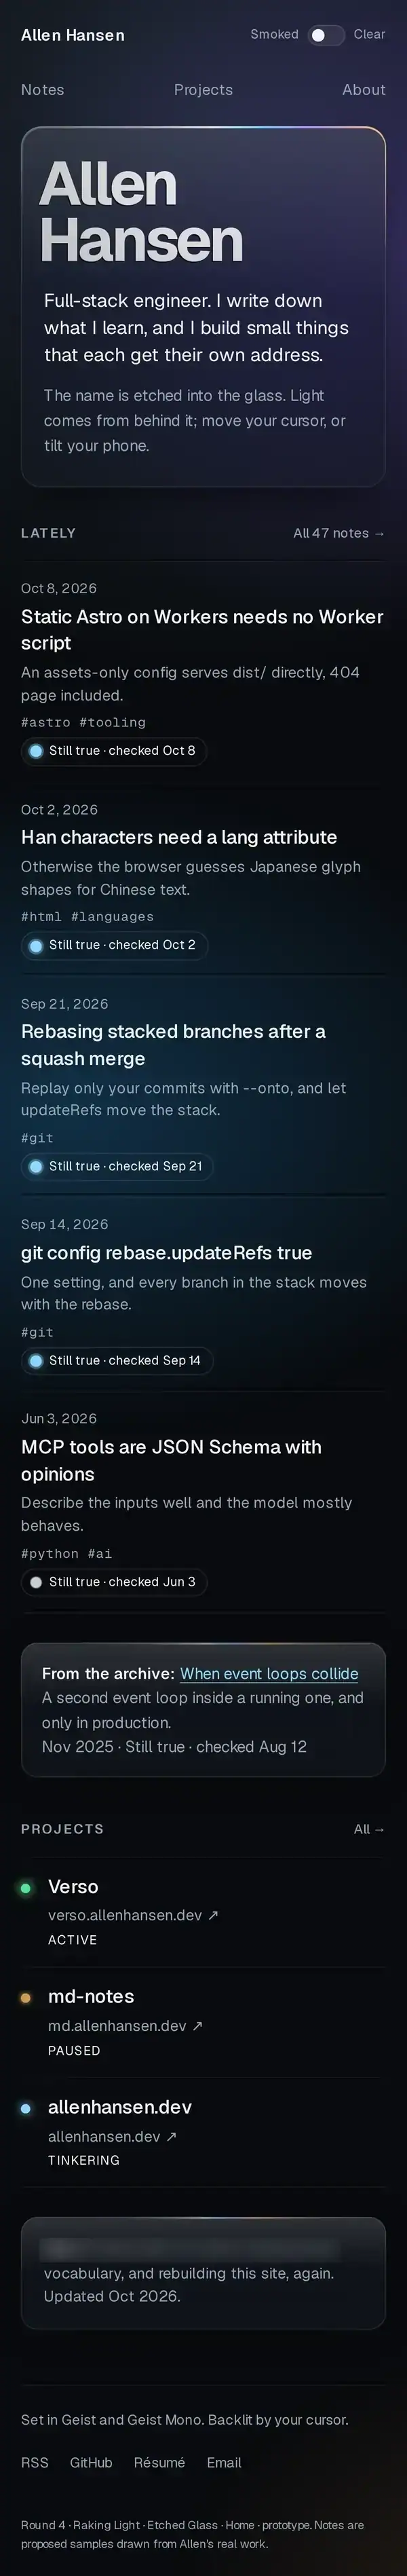 Allen Hansen
Smoked Clear
Notes Projects About
Allen
Hansen
Full-stack engineer. I write down
what I learn, and I build small things
that each get their own address.
The name is etched into the glass. Light
comes from behind it; move your cursor, or
tilt your phone.
LATELY All 47 notes →
Oct 8, 2026
Static Astro on Workers needs no Worker
script
An assets-only config serves dist/ directly, 404
page included.
#astro #tooling
Still true · checked Oct 8
Oct 2, 2026
Han characters need a lang attribute
Otherwise the browser guesses Japanese glyph
shapes for Chinese text.
#html #languages
Still true · checked Oct 2
Sep 21, 2026
Rebasing stacked branches after a
squash merge
Replay only your commits with --onto, and let
updateRefs move the stack.
#git
Still true · checked Sep 21
Sep 14, 2026
git config rebase.updateRefs true
One setting, and every branch in the stack moves
with the rebase.
#git
Still true · checked Sep 14
Jun 3, 2026
MCP tools are JSON Schema with
opinions
Describe the inputs well and the model mostly
behaves.
#python #ai
Still true · checked Jun 3
From the archive: When event loops collide
A second event loop inside a running one, and
only in production.
Nov 2025 · Still true · checked Aug 12
PROJECTS All →
Verso
verso.allenhansen.dev ↗
ACTIVE
md-notes
md.allenhansen.dev ↗
PAUSED
allenhansen.dev
allenhansen.dev ↗
TINKERING
vocabulary, and rebuilding this site, again.
Updated Oct 2026.
Set in Geist and Geist Mono. Backlit by your cursor.
RSS GitHub Résumé Email
Round 4 · Raking Light · Etched Glass · Home · prototype. Notes are
proposed samples drawn from Allen's real work.